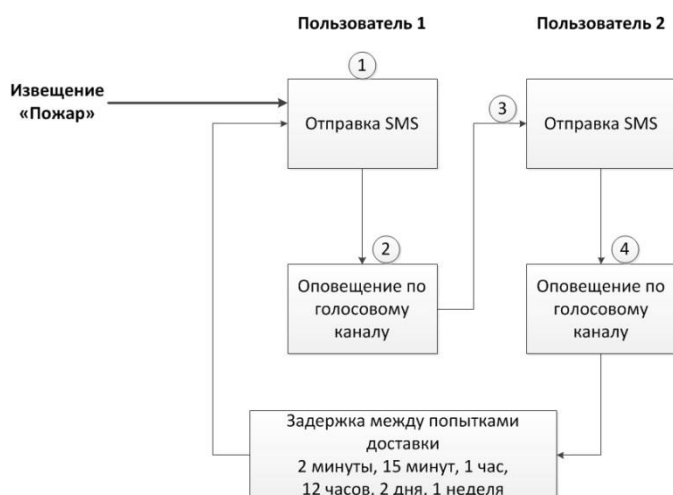 Пользователь 1
Пользователь 2
1
Извещение
«Пожар»
Отправка SMS
3
Отправка SMS
2
4
Оповещение по
голосовому
каналу
Оповещение по
голосовому
каналу
Задержка между попытками
доставки
2 минуты, 15 минут, 1 час,
12 часов, 2 дня, 1 неделя